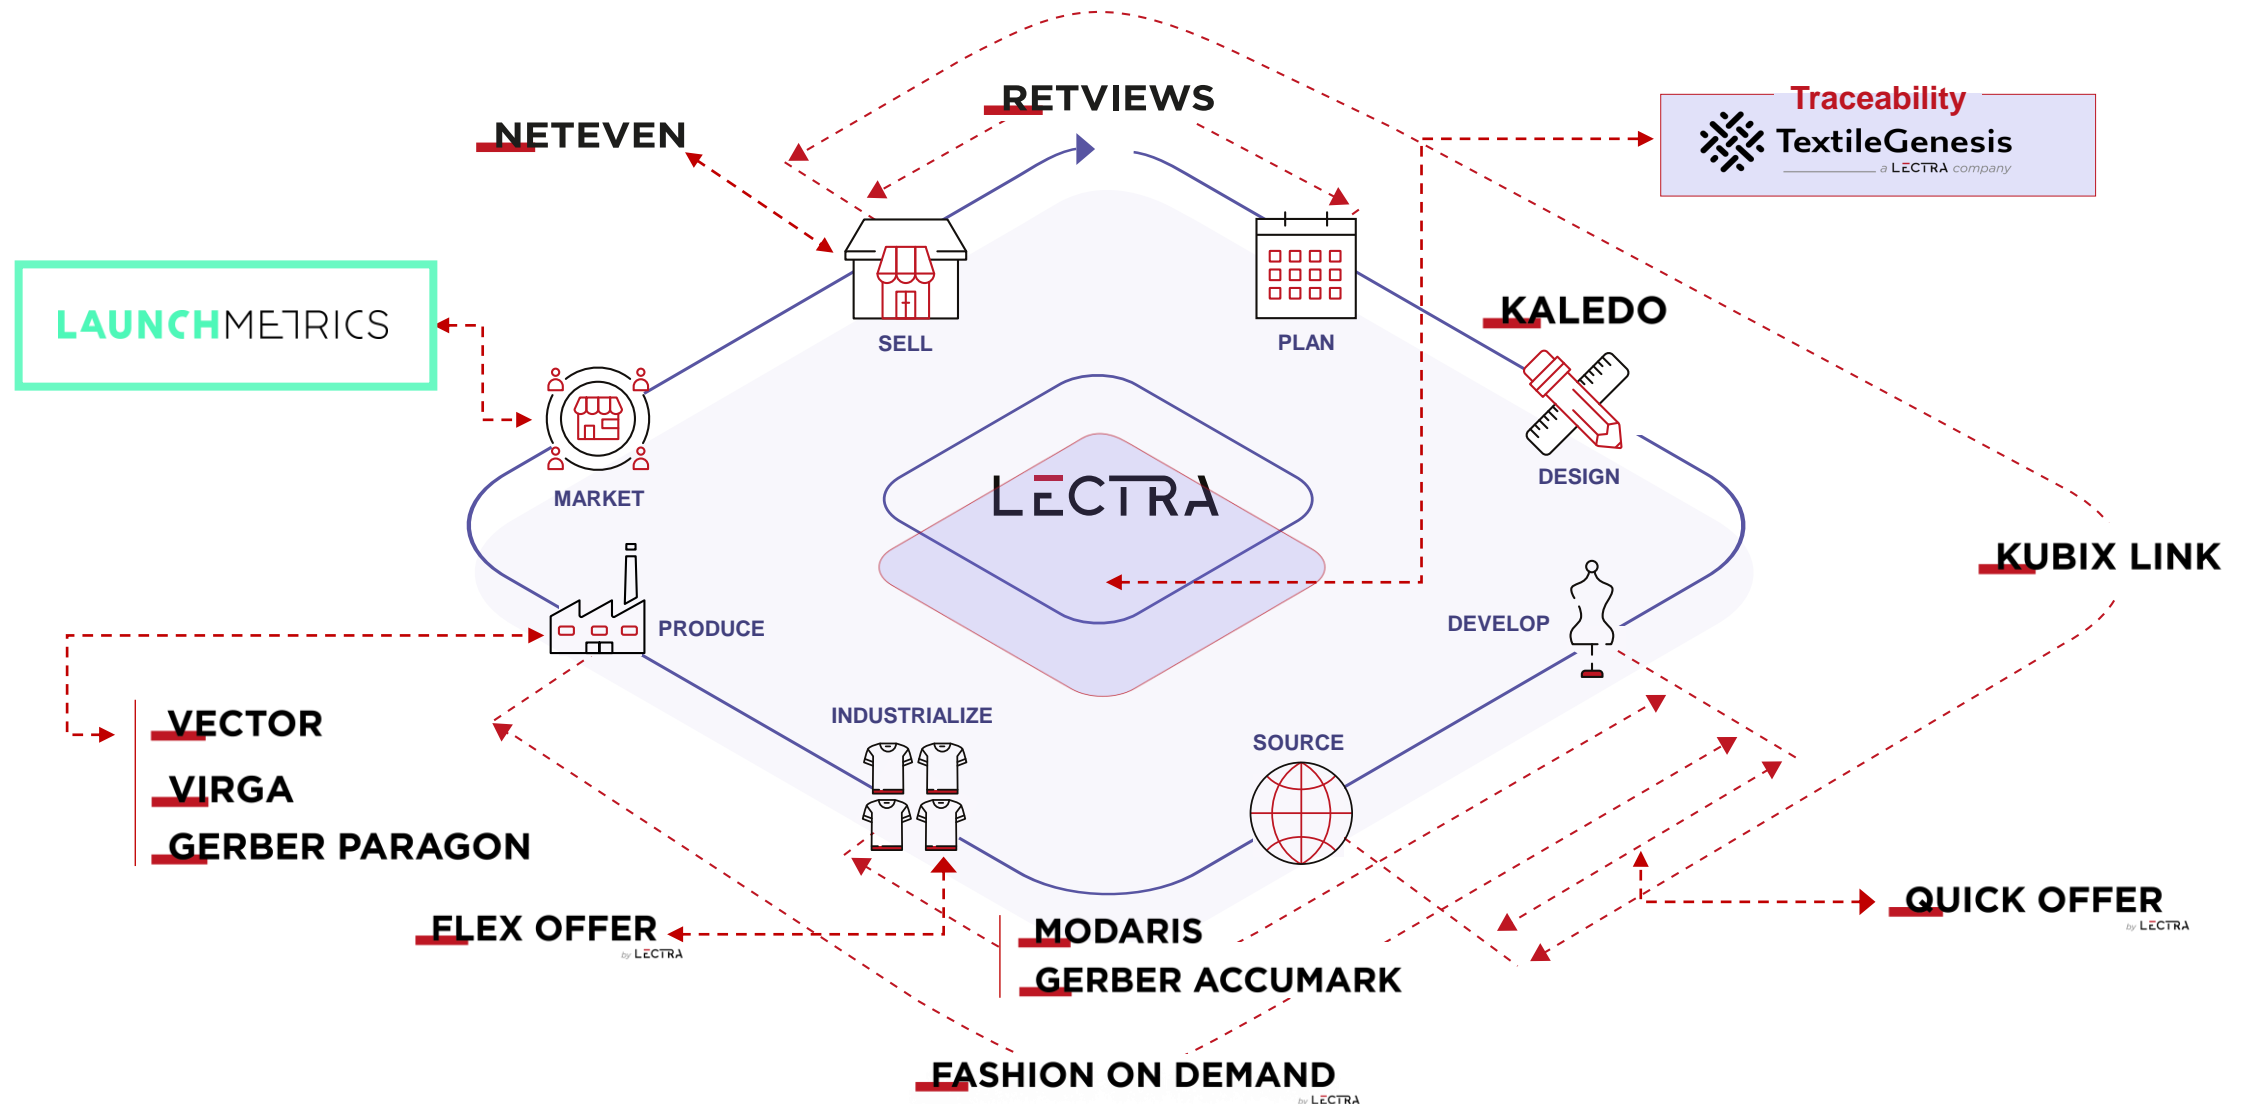 RETVIEWS
NETEVEN
Traceability
TextileGenesis
a LECTRA company
LAUNCHMETRICS
SELL
PLAN
KALEDO
MARKET
DESIGN
LECTRA
KUBIX LINK
PRODUCE
DEVELOP
VECTOR
VIRGA
GERBER PARAGON
INDUSTRIALIZE
SOURCE
FLEX OFFER
by LECTRA
MODARIS
GERBER ACCUMARK
QUICK OFFER
by LECTRA
FASHION ON DEMAND
by LECTRA